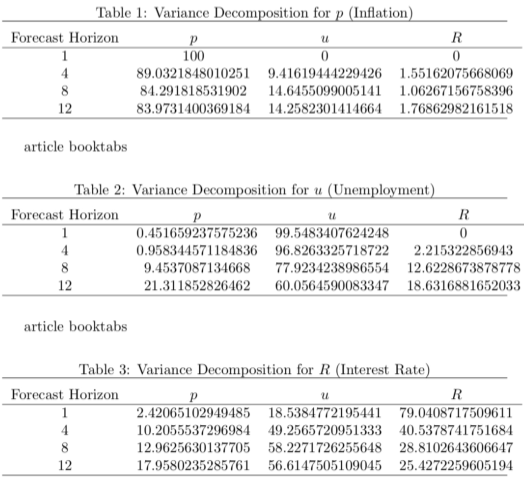 Table 1: Variance Decomposition for p (Inflation)
Forecast Horizon p u R
1 100 0 0
4 89.0321848010251 9.41619444229426 1.55162075668069
8 84.291818531902 14.6455099005141 1.06267156758396
12 83.9731400369184 14.2582301414664 1.76862982161518
article booktabs
Table 2: Variance Decomposition for u (Unemployment)
Forecast Horizon p u R
1 0.451659237575236 99.5483407624248 0
4 0.958344571184836 96.8263325718722 2.215322856943
8 9.4537087134668 77.9234238986554 12.6228673878778
12 21.311852826462 60.0564590083347 18.6316881652033
article booktabs
Table 3: Variance Decomposition for R (Interest Rate)
Forecast Horizon p u R
1 2.42065102949485 18.5384772195441 79.0408717509611
4 10.2055537296984 49.2565720951333 40.5378741751684
8 12.9625630137705 58.2271726255648 28.8102643606647
12 17.9580235285761 56.6147505109045 25.4272259605194